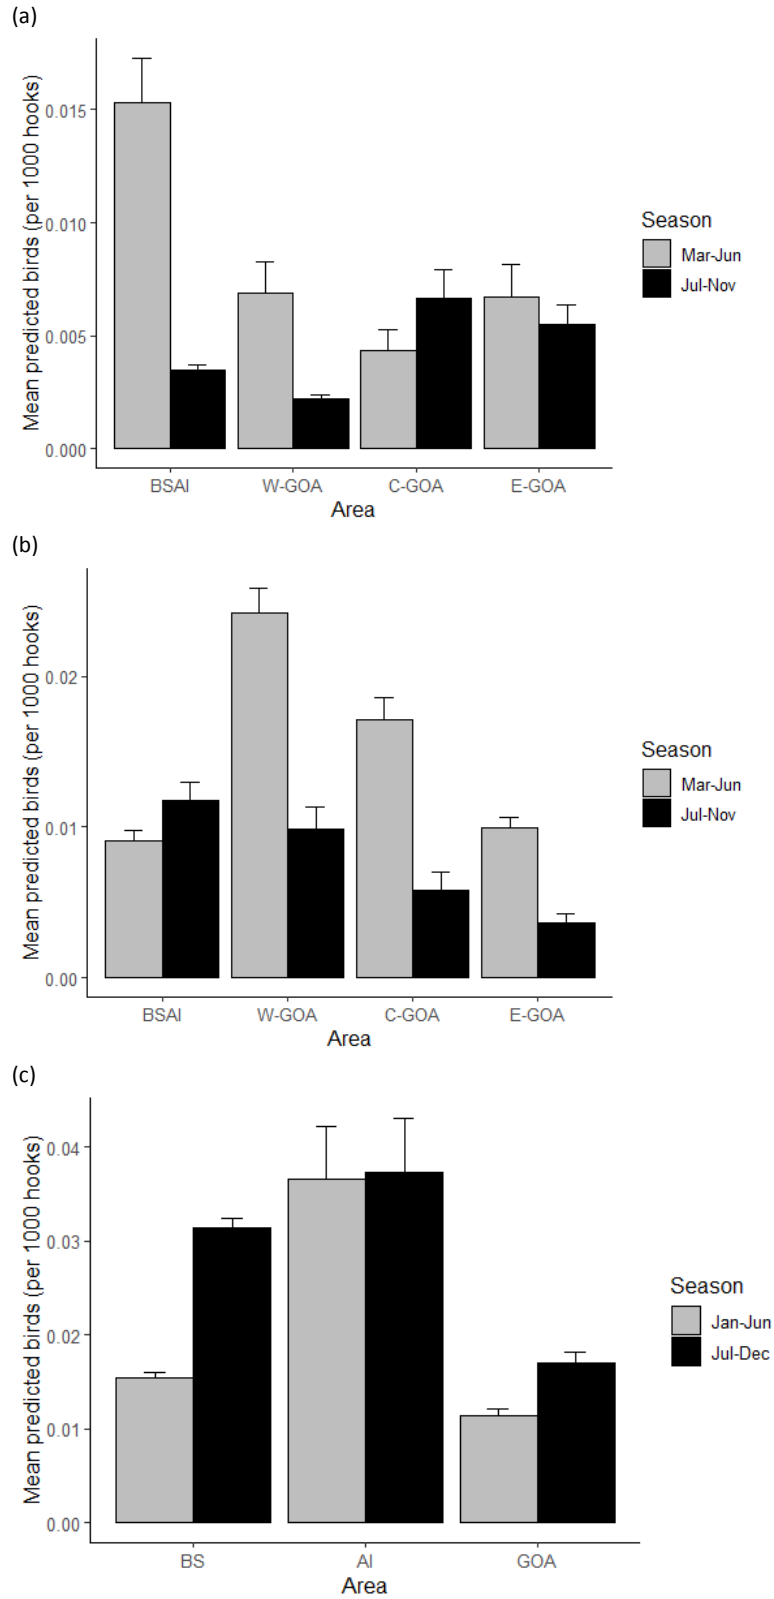 (a)
Mean predicted birds (per 1000 hooks)
0.015
0.010
0.005
0.000
BSAI W-GOA C-GOA E-GOA
Area
Season
Mar-Jun
Jul-Nov
(b)
Mean predicted birds (per 1000 hooks)
0.02
0.01
0.00
BSAI W-GOA C-GOA E-GOA
Area
Season
Mar-Jun
Jul-Nov
(c)
Mean predicted birds (per 1000 hooks)
0.04
0.03
0.02
0.01
0.00
BS AI GOA
Area
Season
Jan-Jun
Jul-Dec